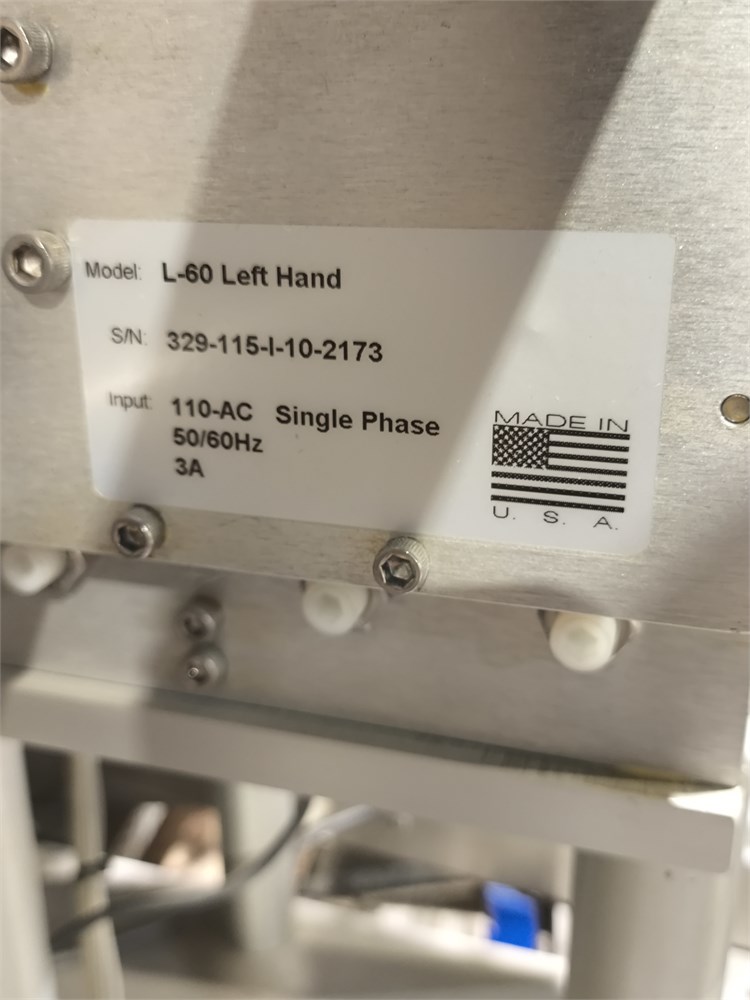 Model: L-60 Left Hand
S/N: 329-115-I-10-2173
Input: 110-AC Single Phase
50/60Hz
3A
MADE IN
U. S. A.